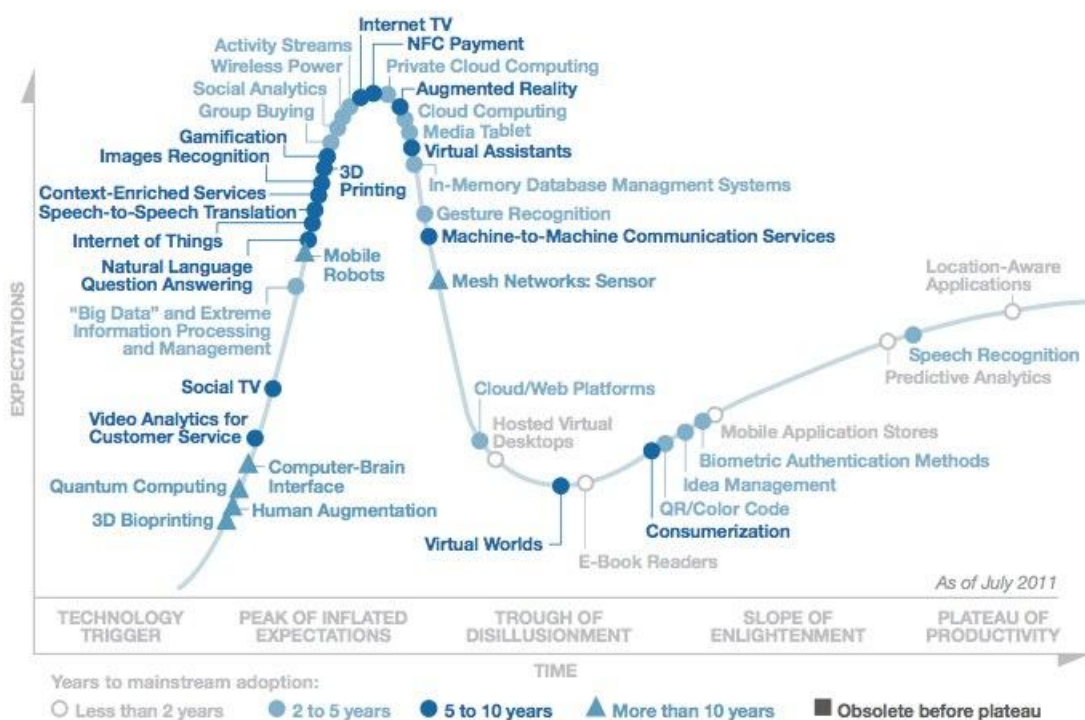 Internet TV
NFC Payment
Activity Streams
Wireless Power
Private Cloud Computing
Social Analytics
Augmented Reality
Group Buying
Cloud Computing
Gamification
Media Tablet
Images Recognition
Virtual Assistants
3D
Printing
Context-Enriched Services
In-Memory Database Managment Systems
Speech-to-Speech Translation
Gesture Recognition
Internet of Things
Machine-to-Machine Communication Services
Mobile
Robots
Natural Language
Question Answering
Mesh Networks: Sensor
Location-Aware
Applications
"Big Data" and Extreme
Information Processing
and Management
Speech Recognition
Predictive Analytics
Social TV
Cloud/Web Platforms
Video Analytics for
Customer Service
Hosted Virtual
Desktops
Mobile Application Stores
Biometric Authentication Methods
Computer-Brain
Interface
Idea Management
Quantum Computing
QR/Color Code
Human Augmentation
3D Bioprinting
Consumerization
Virtual Worlds
E-Book Readers
EXPECTATIONS
As of July 2011
TECHNOLOGY
TRIGGER
PEAK OF INFLATED
EXPECTATIONS
TROUGH OF
DISILLUSIONMENT
SLOPE OF
ENLIGHTENMENT
PLATEAU OF
PRODUCTIVITY
TIME
Years to mainstream adoption:
Less than 2 years
2 to 5 years
5 to 10 years
More than 10 years
Obsolete before plateau